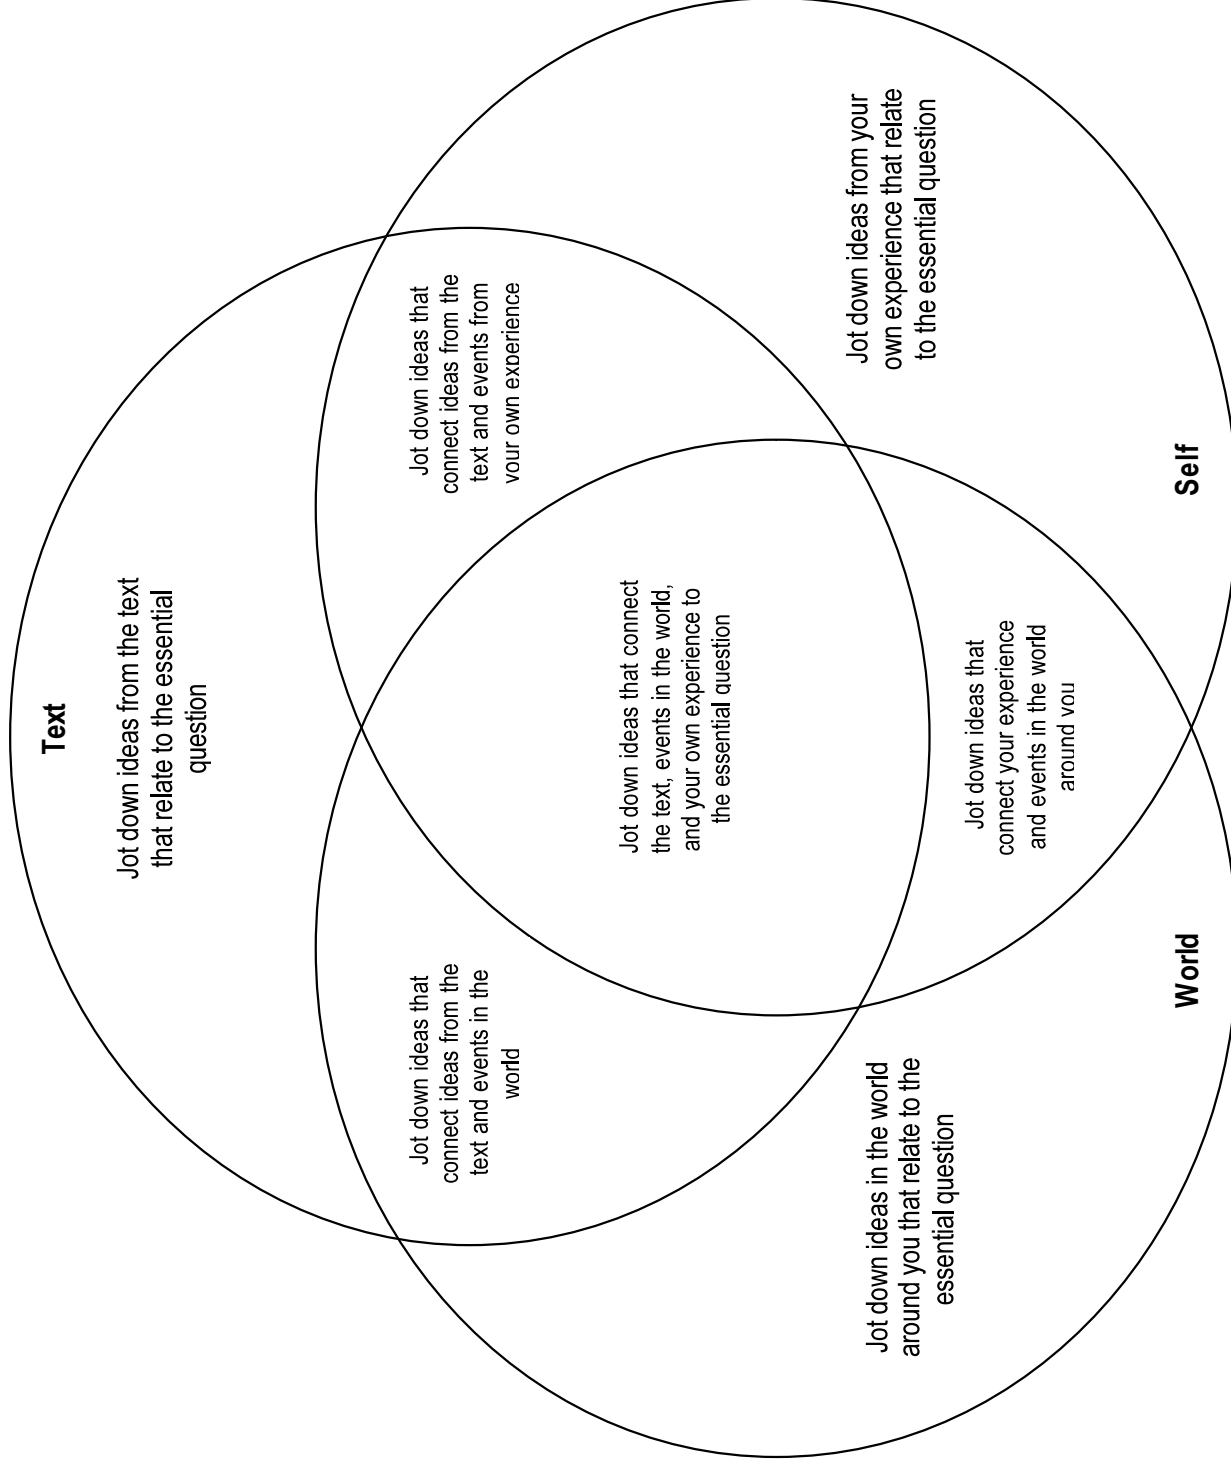 Text
Jot down ideas from the text
that relate to the essential
question
Jot down ideas that
connect ideas from the
text and events in the
world
Jot down ideas that
connect ideas from the
text and events from
your own experience
Jot down ideas that connect
the text, events in the world,
and your own experience to
the essential question
Jot down ideas in the world
around you that relate to the
essential question
Jot down ideas that
connect your experience
and events in the world
around you
Jot down ideas from your
own experience that relate
to the essential question
World
Self